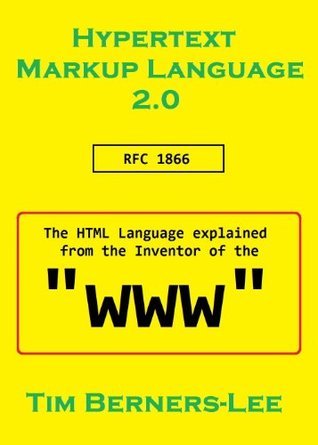 Hypertext
Markup Language
2.0
RFC 1866
The HTML Language explained
from the Inventor of the
"WWW"
Tim Berners-Lee